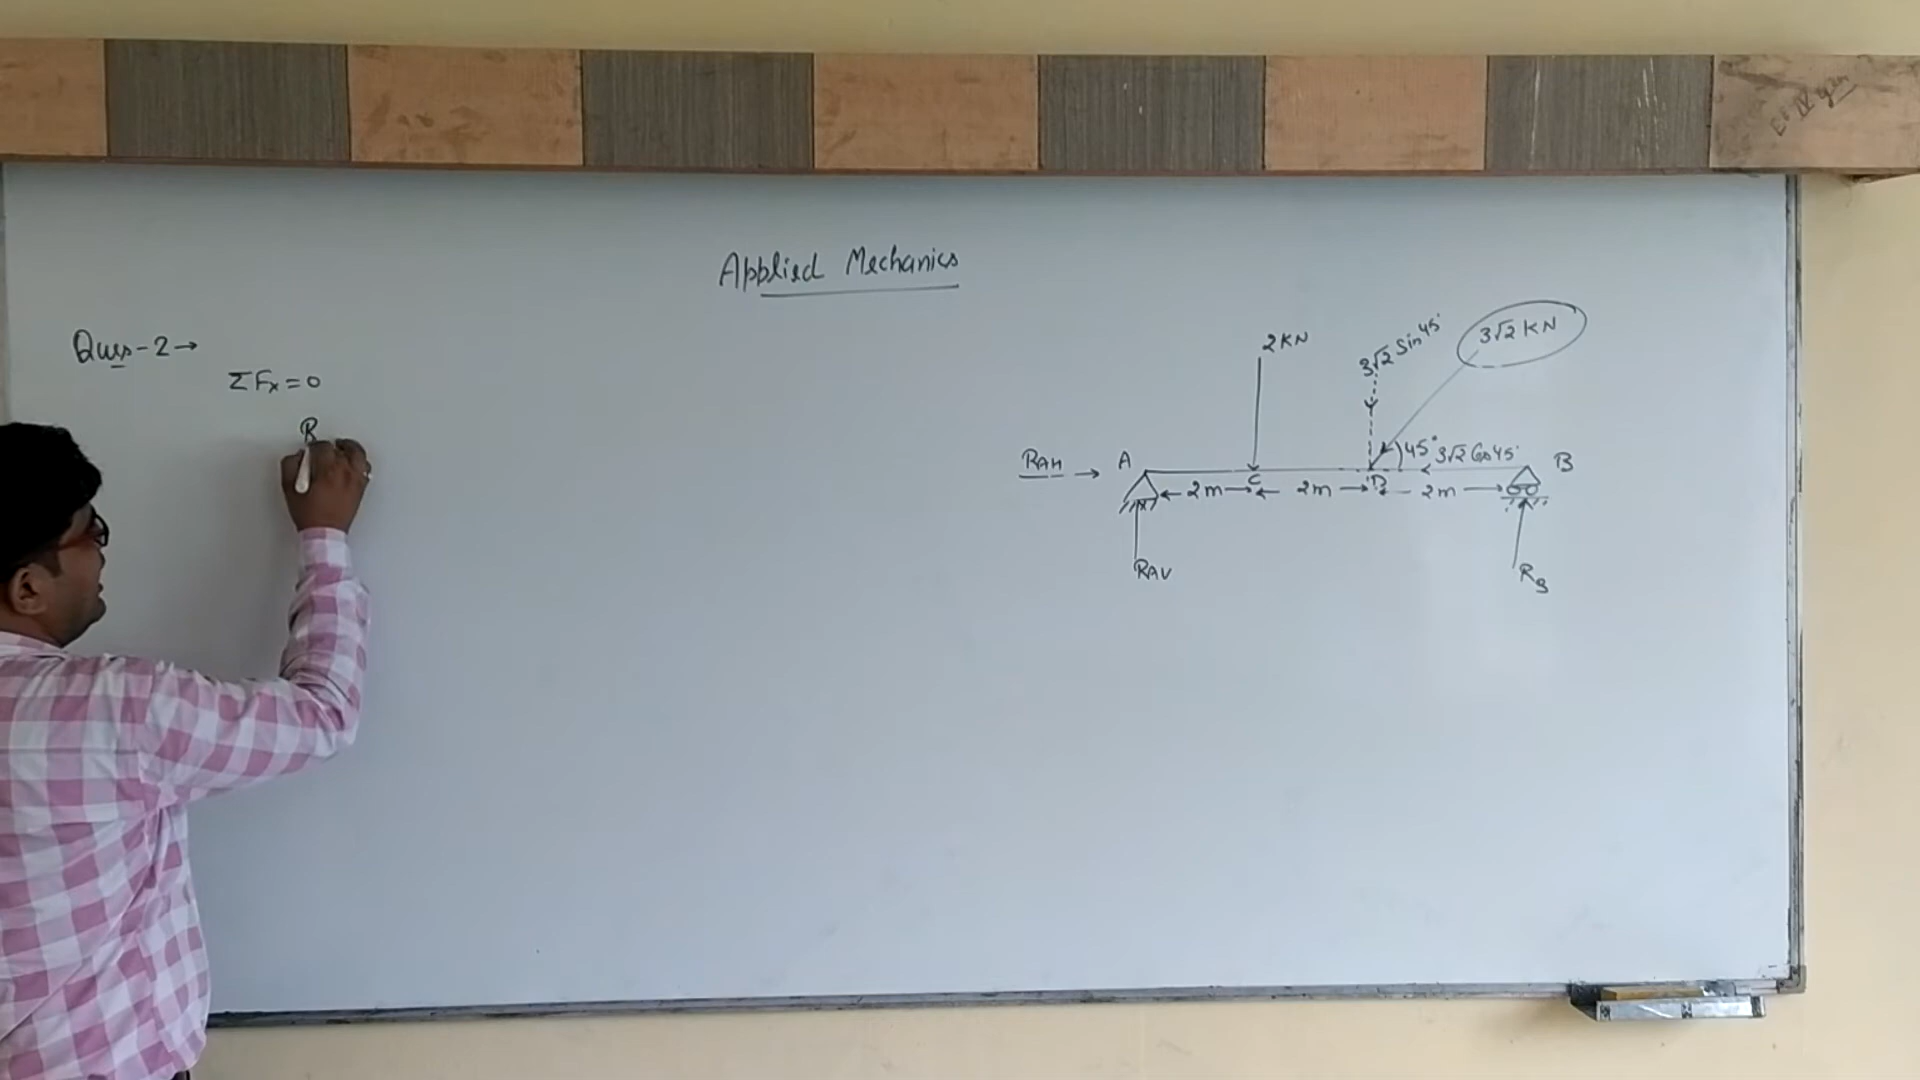 Applied Mechanics
Ques-2→
ΣFx=0
R
2KN
3√2 Sin45°
3√2 KN
RAH → A
45°
3√2 Cos45°
B
C
D
2m
2m
2m
RAV
RB